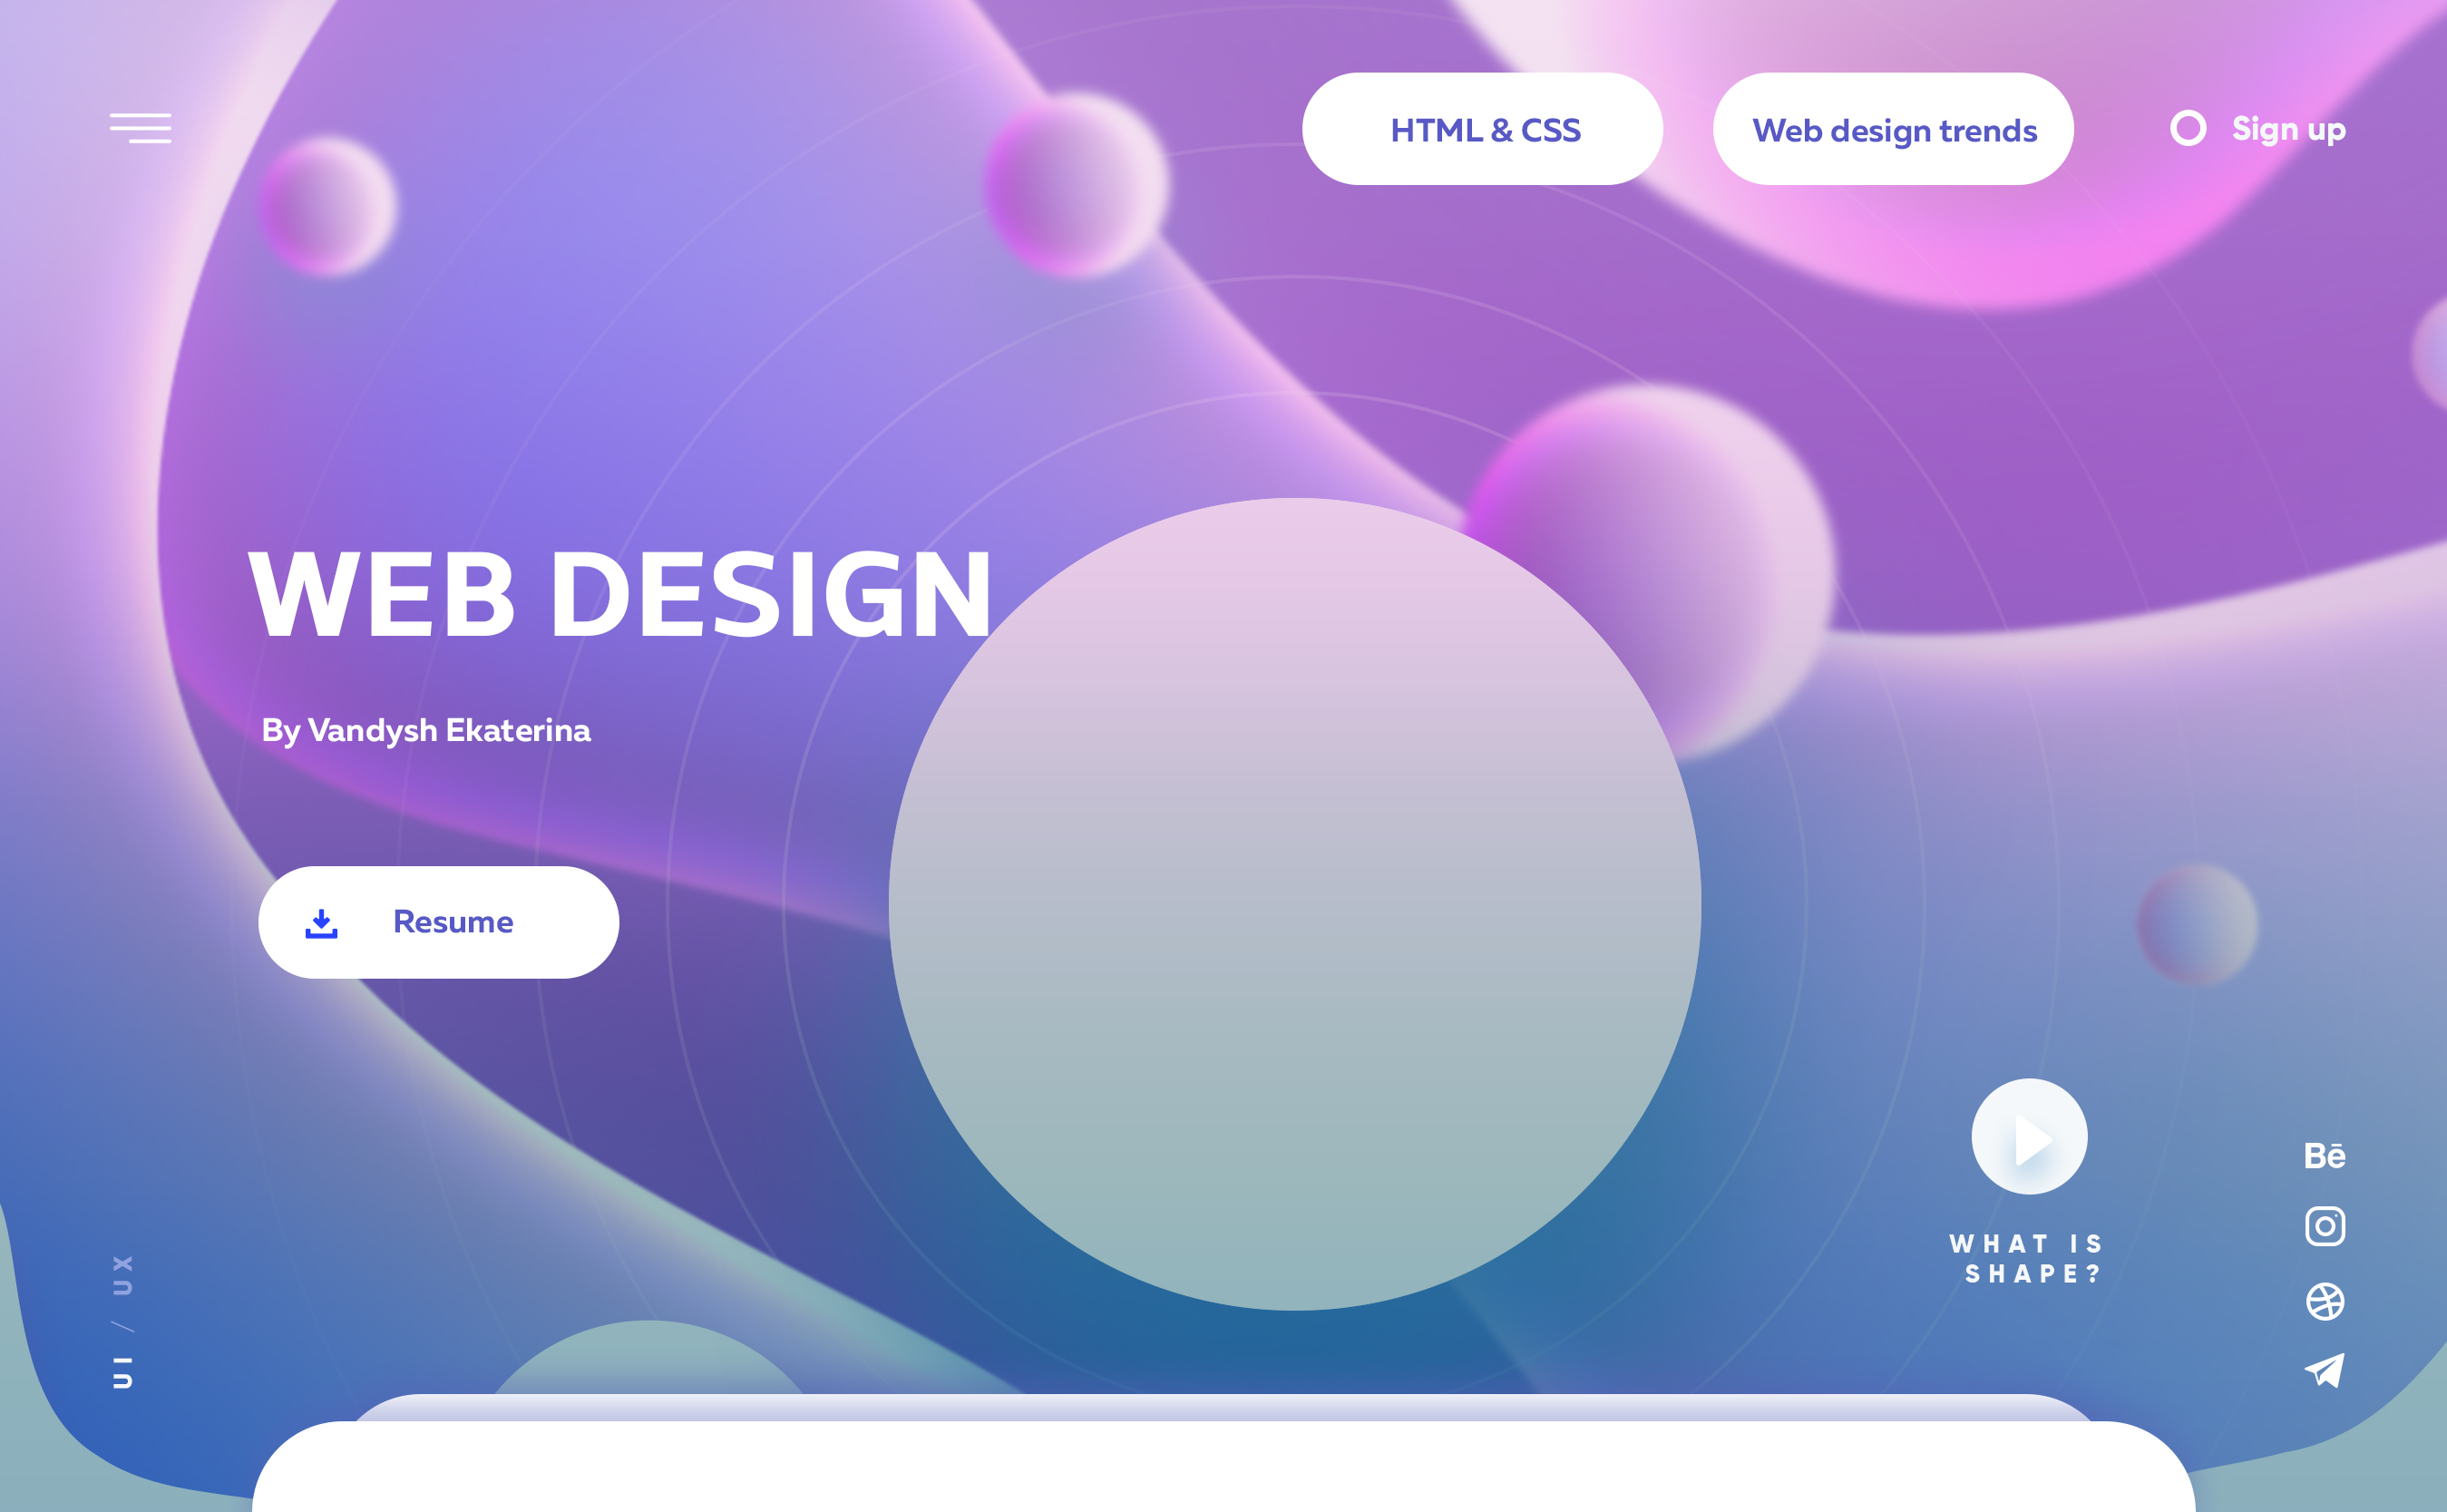 HTML & CSS
Web design trends
Sign up
WEB DESIGN
By Vandysh Ekaterina
Resume
WHAT IS
SHAPE?
Bē
UI / UX